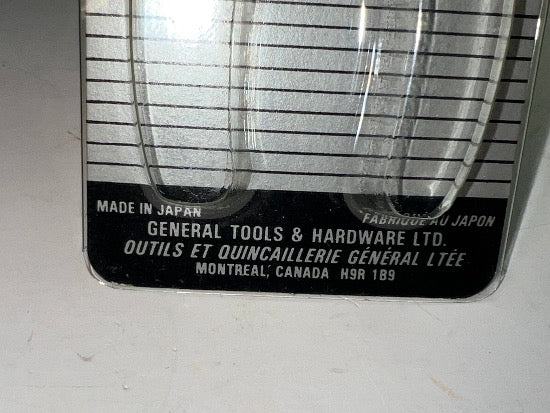 MADE IN JAPAN
FABRIQUÉ AU JAPON
GENERAL TOOLS & HARDWARE LTD.
OUTILS ET QUINCAILLERIE GÉNÉRAL LTÉE
MONTREAL, CANADA H9R 1B9